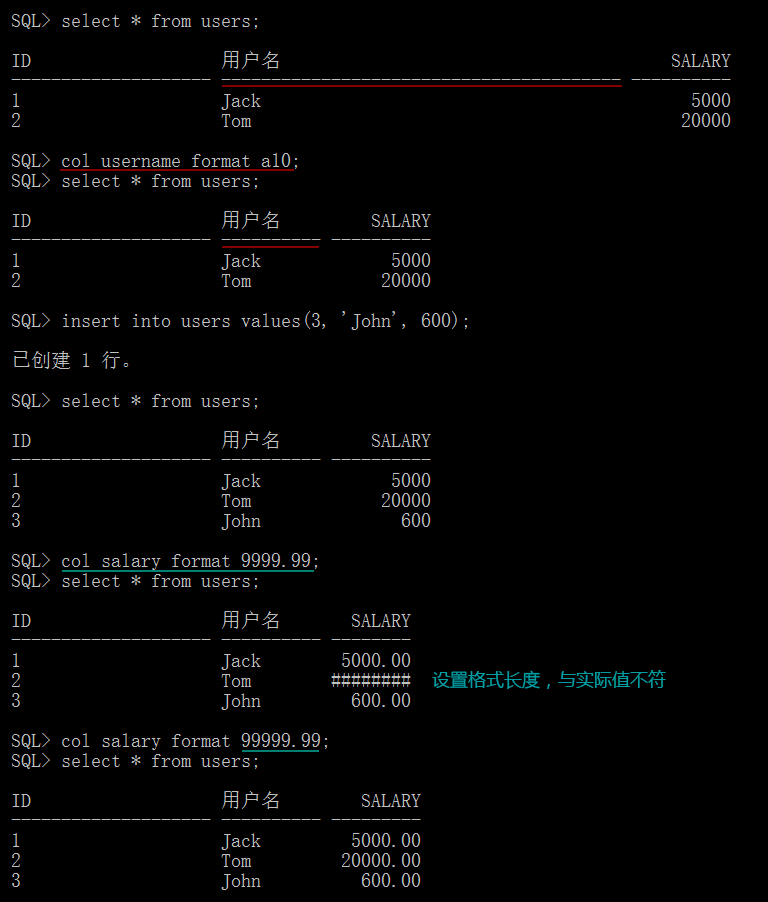 SQL> select * from users;
ID 用户名 SALARY
-------------------- ---------------------------------------- ----------
1 Jack 5000
2 Tom 20000
SQL> col username format a10;
SQL> select * from users;
ID 用户名 SALARY
-------------------- ---------- ----------
1 Jack 5000
2 Tom 20000
SQL> insert into users values(3, 'John', 600);
已创建 1 行。
SQL> select * from users;
ID 用户名 SALARY
-------------------- ---------- ----------
1 Jack 5000
2 Tom 20000
3 John 600
SQL> col salary format 9999.99;
SQL> select * from users;
ID 用户名 SALARY
-------------------- ---------- --------
1 Jack 5000.00
2 Tom ######## 设置格式长度，与实际值不符
3 John 600.00
SQL> col salary format 99999.99;
SQL> select * from users;
ID 用户名 SALARY
-------------------- ---------- ---------
1 Jack 5000.00
2 Tom 20000.00
3 John 600.00